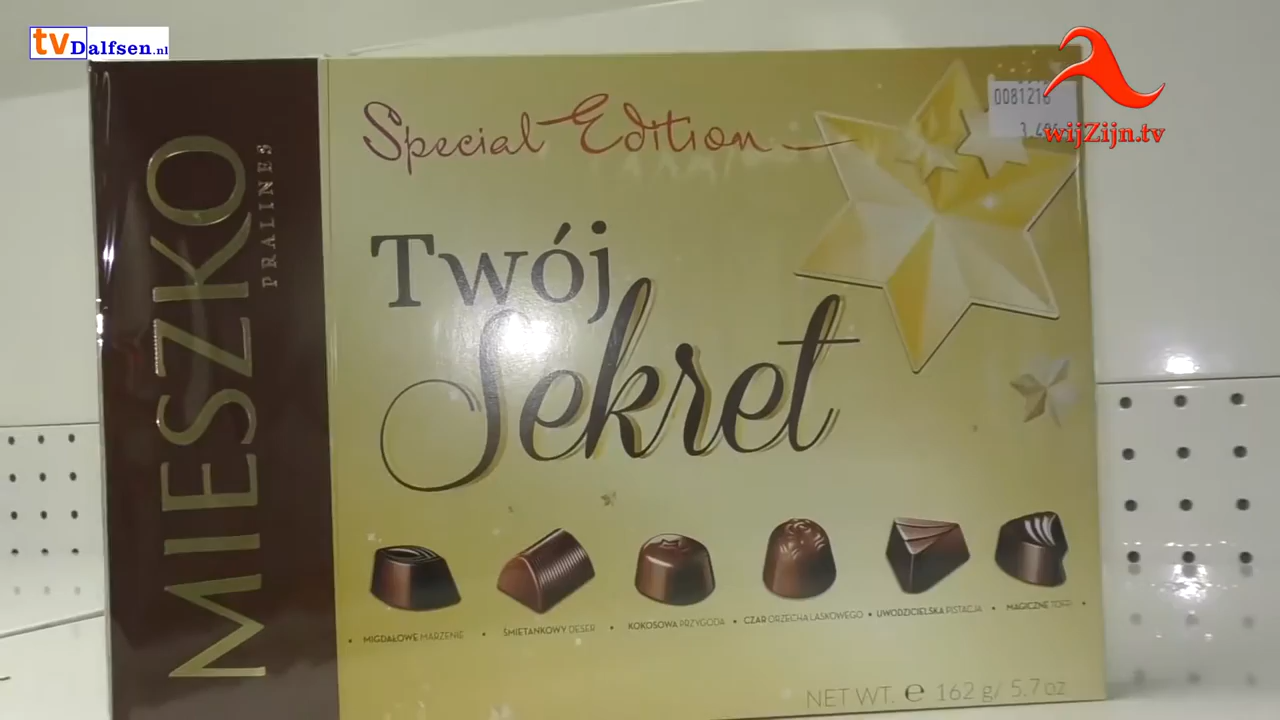 tvDalfsen.nl
wijZijn.tv
0081216
MIESZKO
PRALINES
Special Edition
Twój
Sekret
MIGDAŁOWE MARZENIE • ŚMIETANKOWY DESER • KOKOSOWA PRZYGODA • CZAR ORZECHA LASKOWEGO • UWODZICIELSKA PISTACJA • MAGICZNE TOFFI
NET WT. e 162 g/ 5.7 oz